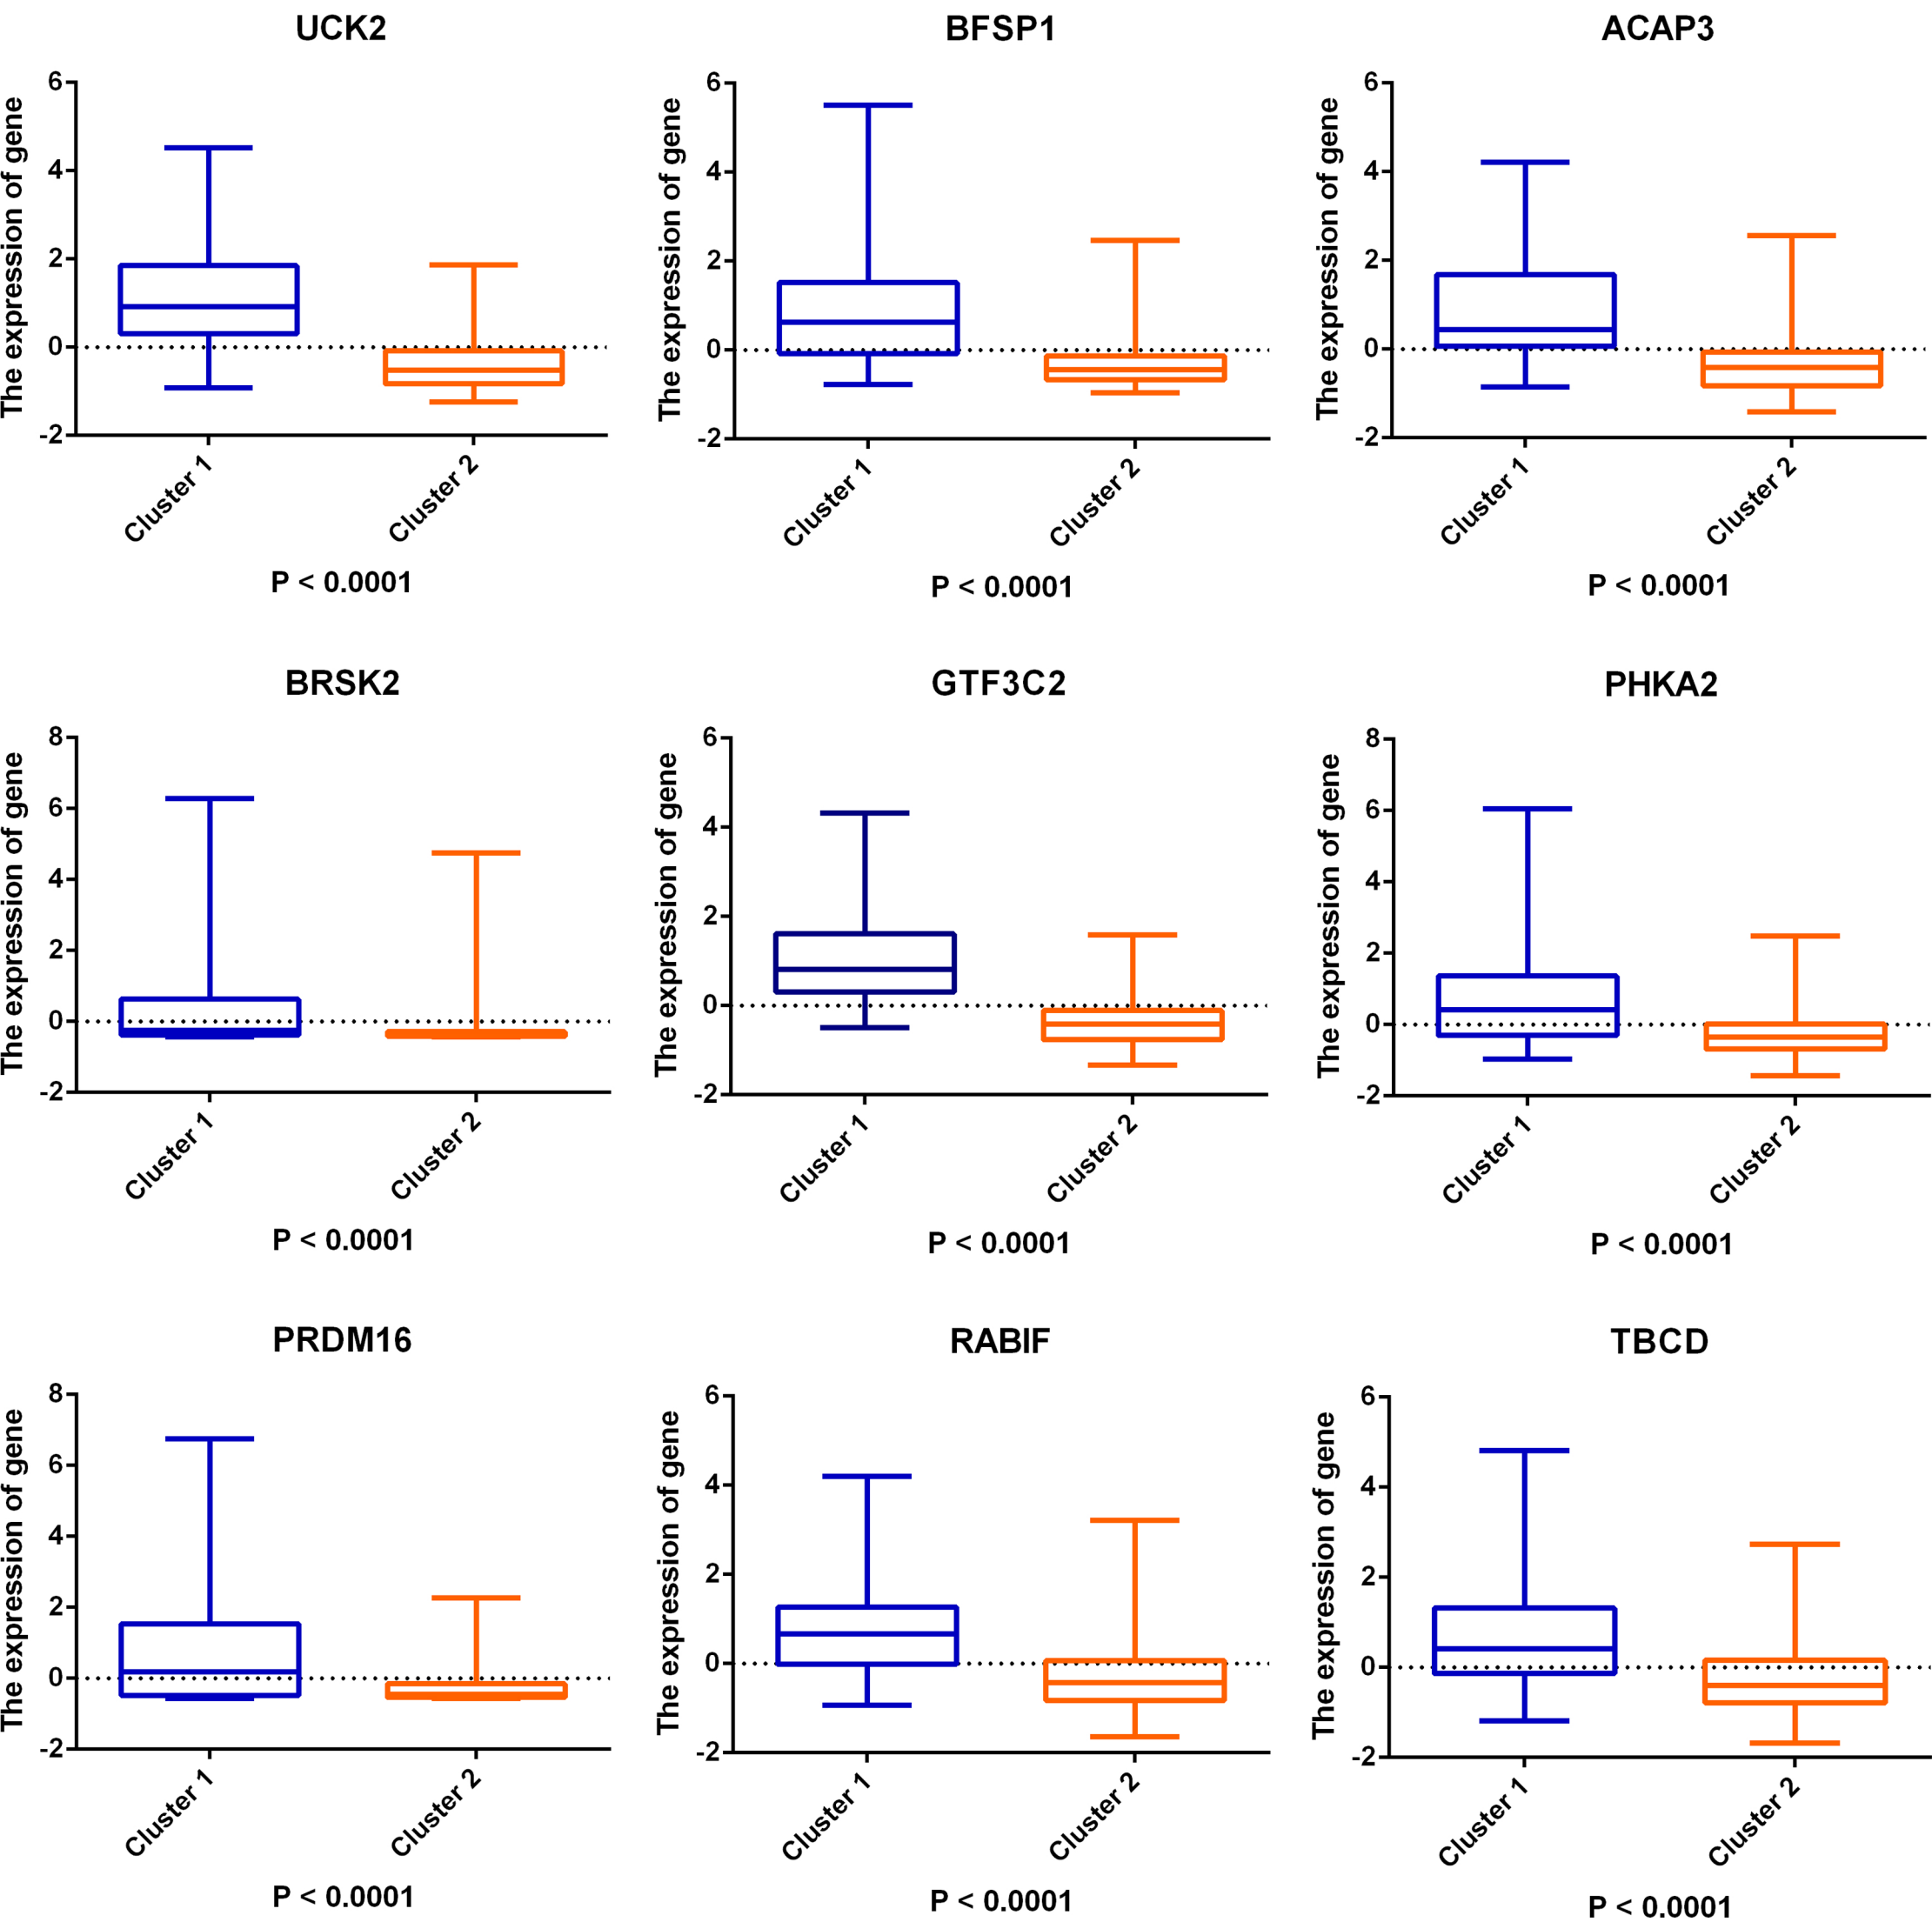 UCK2
The expression of gene
6
4
2
0
-2
Cluster 1
Cluster 2
P < 0.0001
BFSP1
The expression of gene
6
4
2
0
-2
Cluster 1
Cluster 2
P < 0.0001
ACAP3
The expression of gene
6
4
2
0
-2
Cluster 1
Cluster 2
P < 0.0001
BRSK2
The expression of gene
8
6
4
2
0
-2
Cluster 1
Cluster 2
P < 0.0001
GTF3C2
The expression of gene
6
4
2
0
-2
Cluster 1
Cluster 2
P < 0.0001
PHKA2
The expression of gene
8
6
4
2
0
-2
Cluster 1
Cluster 2
P < 0.0001
PRDM16
The expression of gene
8
6
4
2
0
-2
Cluster 1
Cluster 2
P < 0.0001
RABIF
The expression of gene
6
4
2
0
-2
Cluster 1
Cluster 2
P < 0.0001
TBCD
The expression of gene
6
4
2
0
-2
Cluster 1
Cluster 2
P < 0.0001